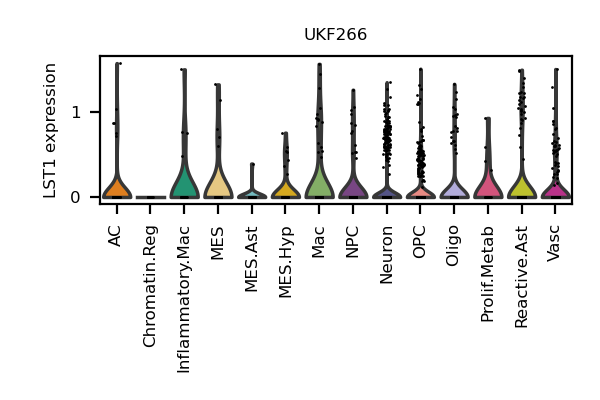 UKF266
LST1 expression
1
0
AC
Chromatin.Reg
Inflammatory.Mac
MES
MES.Ast
MES.Hyp
Mac
NPC
Neuron
OPC
Oligo
Prolif.Metab
Reactive.Ast
Vasc